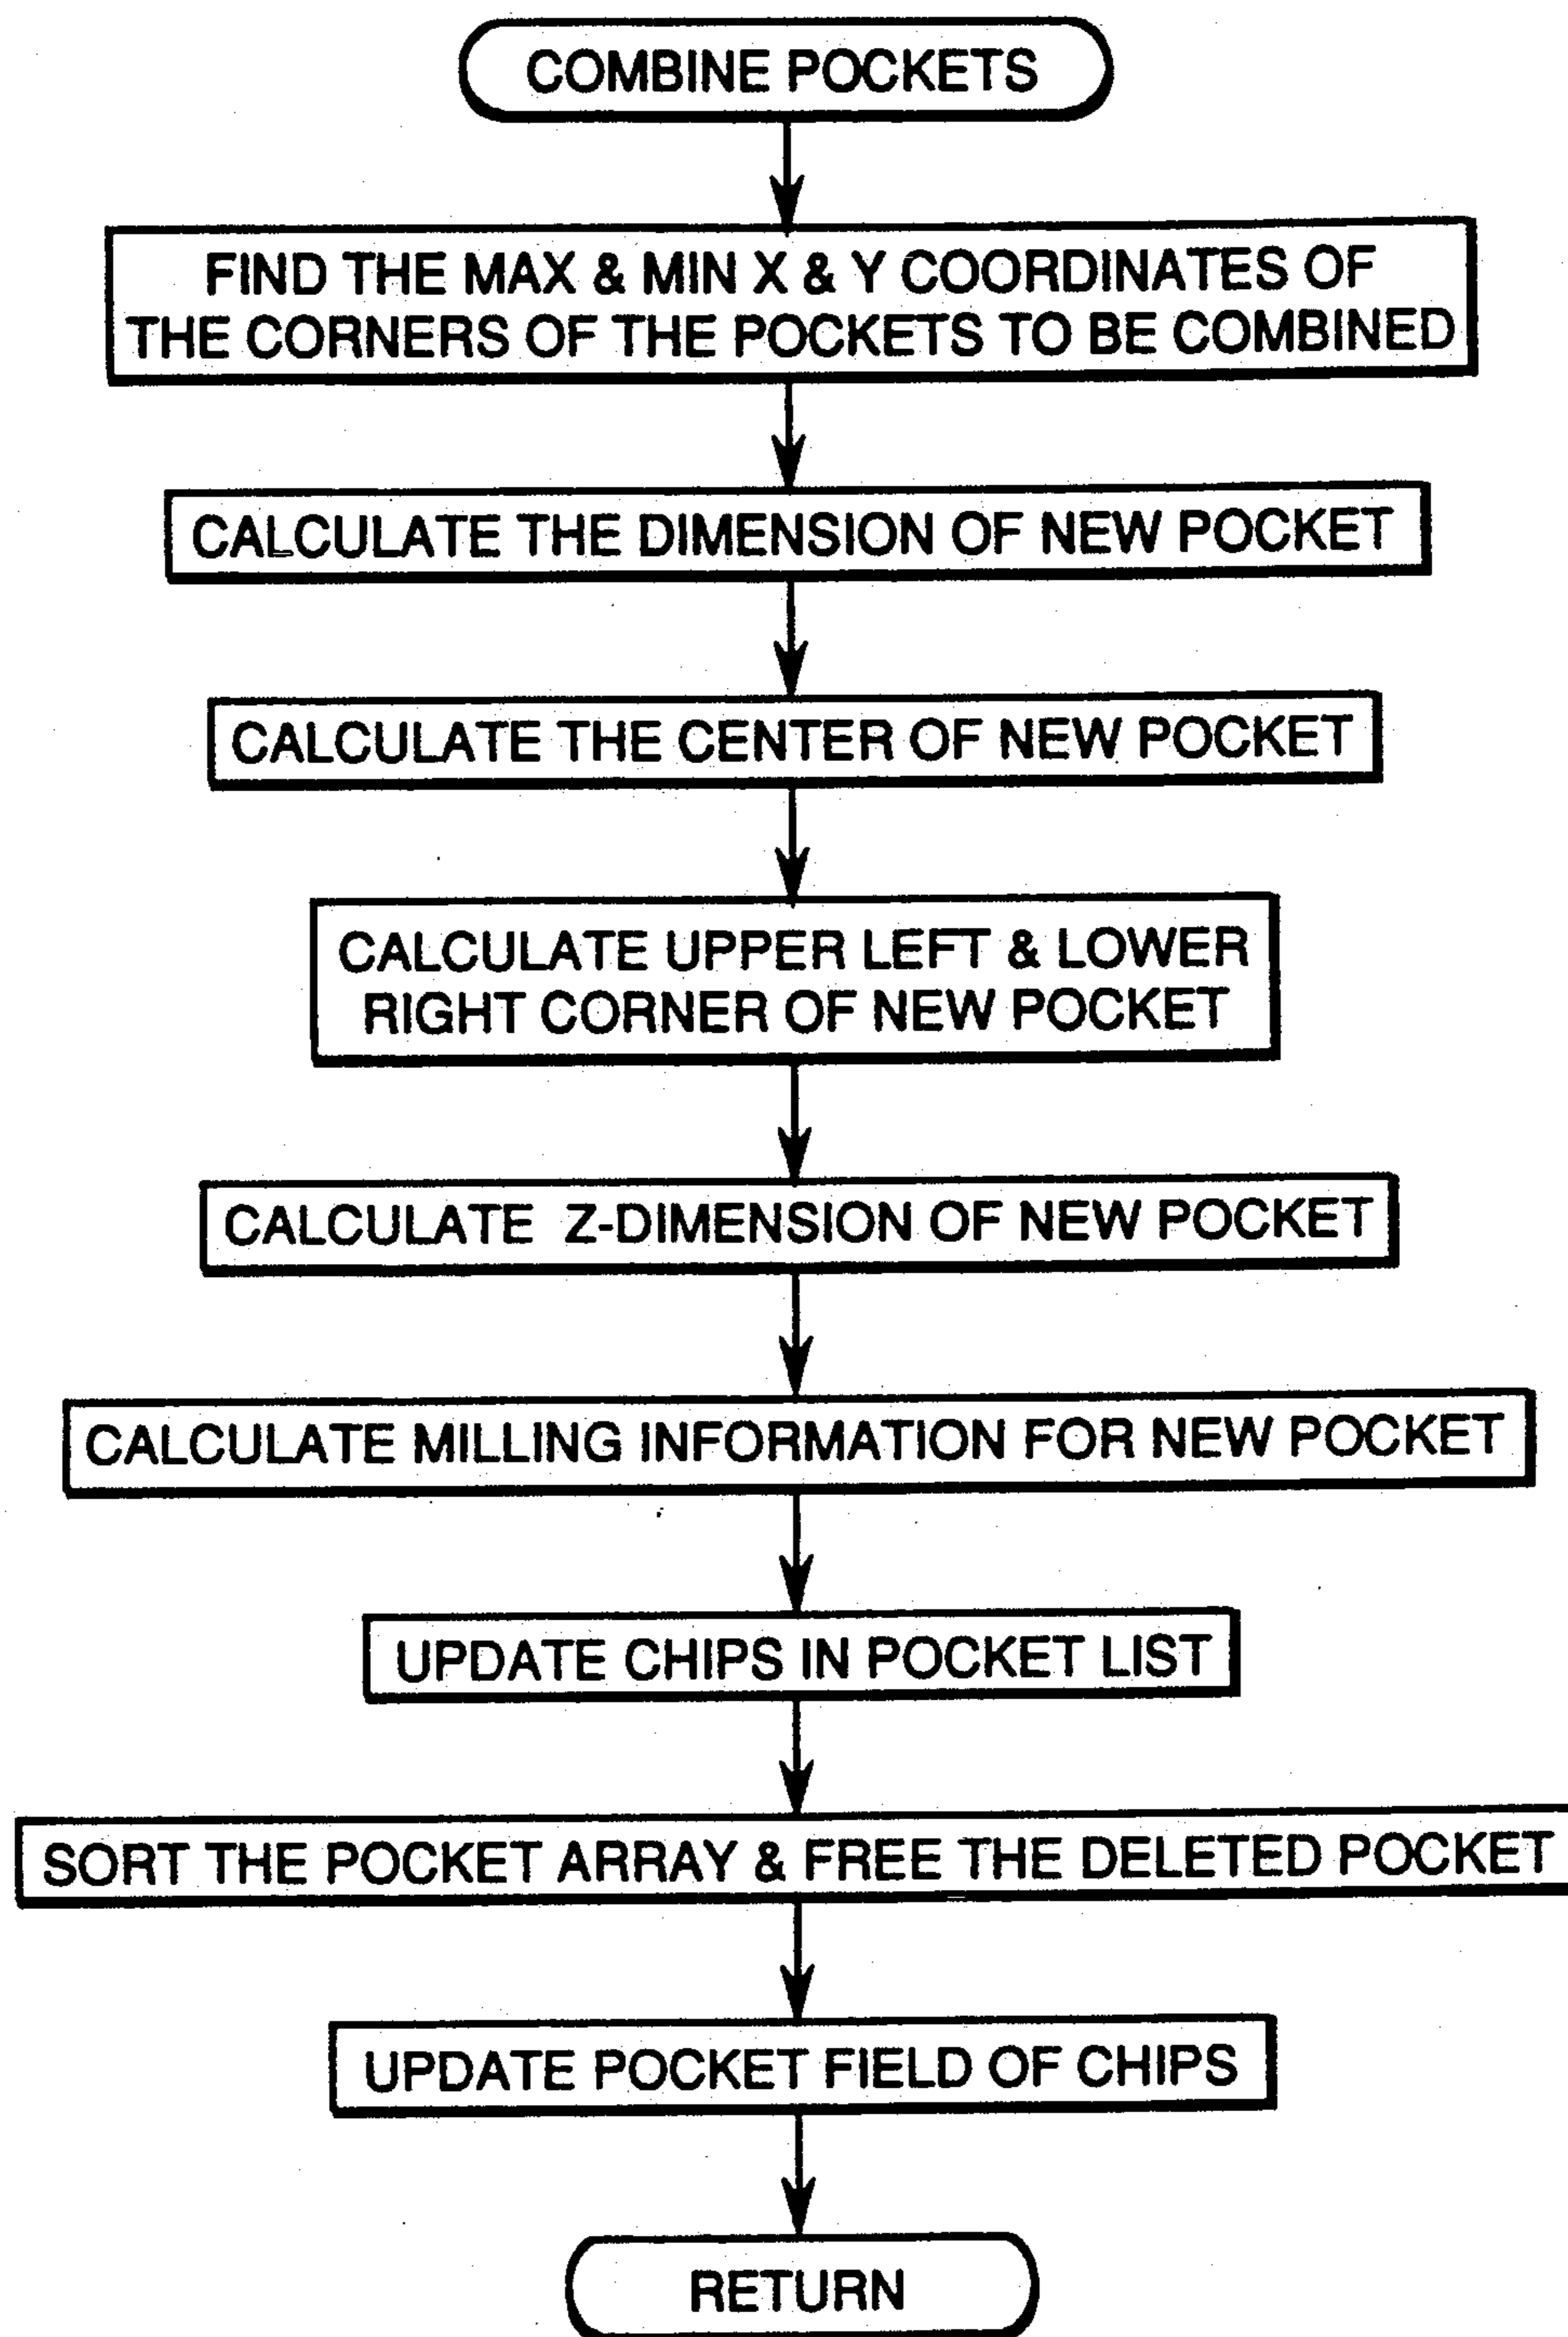 COMBINE POCKETS
FIND THE MAX & MIN X & Y COORDINATES OF
THE CORNERS OF THE POCKETS TO BE COMBINED
CALCULATE THE DIMENSION OF NEW POCKET
CALCULATE THE CENTER OF NEW POCKET
CALCULATE UPPER LEFT & LOWER
RIGHT CORNER OF NEW POCKET
CALCULATE Z-DIMENSION OF NEW POCKET
CALCULATE MILLING INFORMATION FOR NEW POCKET
UPDATE CHIPS IN POCKET LIST
SORT THE POCKET ARRAY & FREE THE DELETED POCKET
UPDATE POCKET FIELD OF CHIPS
RETURN